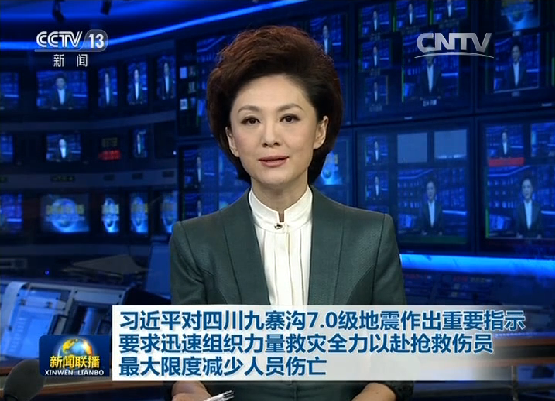 CCTV 13
CNTV
新闻
习近平对四川九寨沟7.0级地震作出重要指示
要求迅速组织力量救灾全力以赴抢救伤员
最大限度减少人员伤亡
新闻联播
XINWEN LIANBO